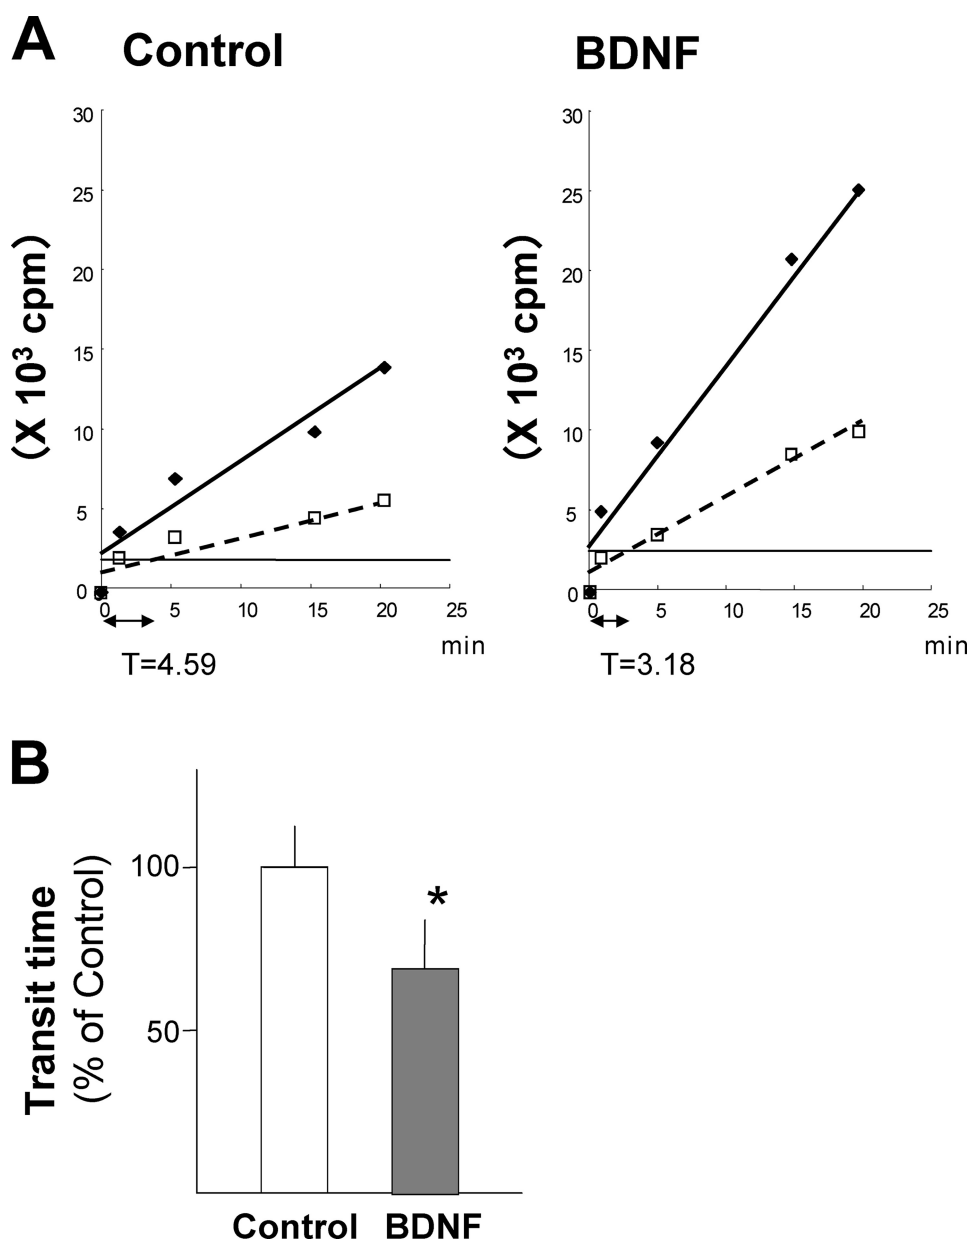 A
Control
BDNF
(X 10³ cpm)
30
25
20
15
10
5
0
0 5 10 15 20 25
min
T=4.59
(X 10³ cpm)
30
25
20
15
10
5
0
0 5 10 15 20 25
min
T=3.18
B
Transit time
(% of Control)
100
50
*
Control BDNF